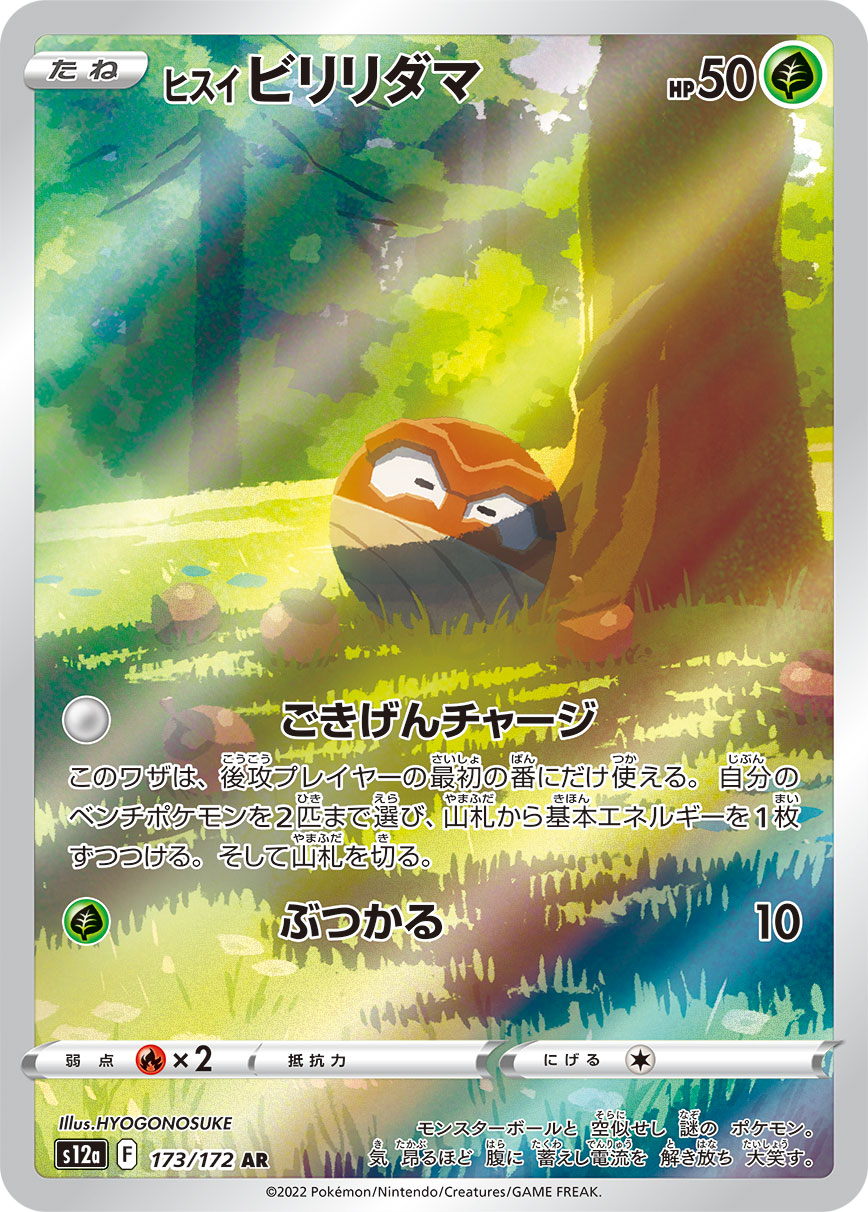 たね ヒスイビリリダマ HP50
ごきげんチャージ
このワザは、後攻プレイヤーの最初の番にだけ使える。自分の
ベンチポケモンを2匹まで選び、山札から基本エネルギーを1枚
ずつつける。そして山札を切る。
ぶつかる 10
弱点 ×2 抵抗力 にげる
Illus.HYOGONOSUKE
モンスターボールと 空似せし 謎の ポケモン。
s12a F 173/172 AR
気 昂るほど 腹に 蓄えし電流を 解き放ち 大笑す。
©2022 Pokémon/Nintendo/Creatures/GAME FREAK.